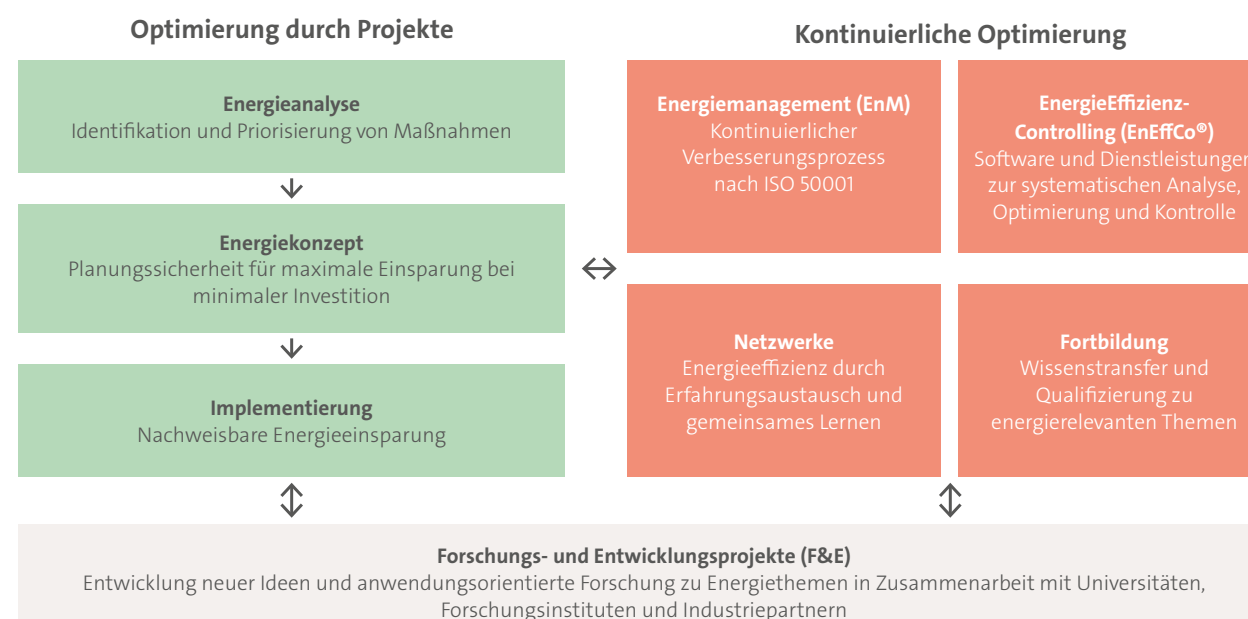 Optimierung durch Projekte
Energieanalyse
Identifikation und Priorisierung von Maßnahmen
Energiekonzept
Planungssicherheit für maximale Einsparung bei
minimaler Investition
Implementierung
Nachweisbare Energieeinsparung
Kontinuierliche Optimierung
Energiemanagement (EnM)
Kontinuierlicher
Verbesserungsprozess
nach ISO 50001
EnergieEffizienz-
Controlling (EnEffCo®)
Software und Dienstleistungen
zur systematischen Analyse,
Optimierung und Kontrolle
Netzwerke
Energieeffizienz durch
Erfahrungsaustausch und
gemeinsames Lernen
Fortbildung
Wissenstransfer und
Qualifizierung zu
energierelevanten Themen
Forschungs- und Entwicklungsprojekte (F&E)
Entwicklung neuer Ideen und anwendungsorientierte Forschung zu Energiethemen in Zusammenarbeit mit Universitäten,
Forschungsinstituten und Industriepartnern